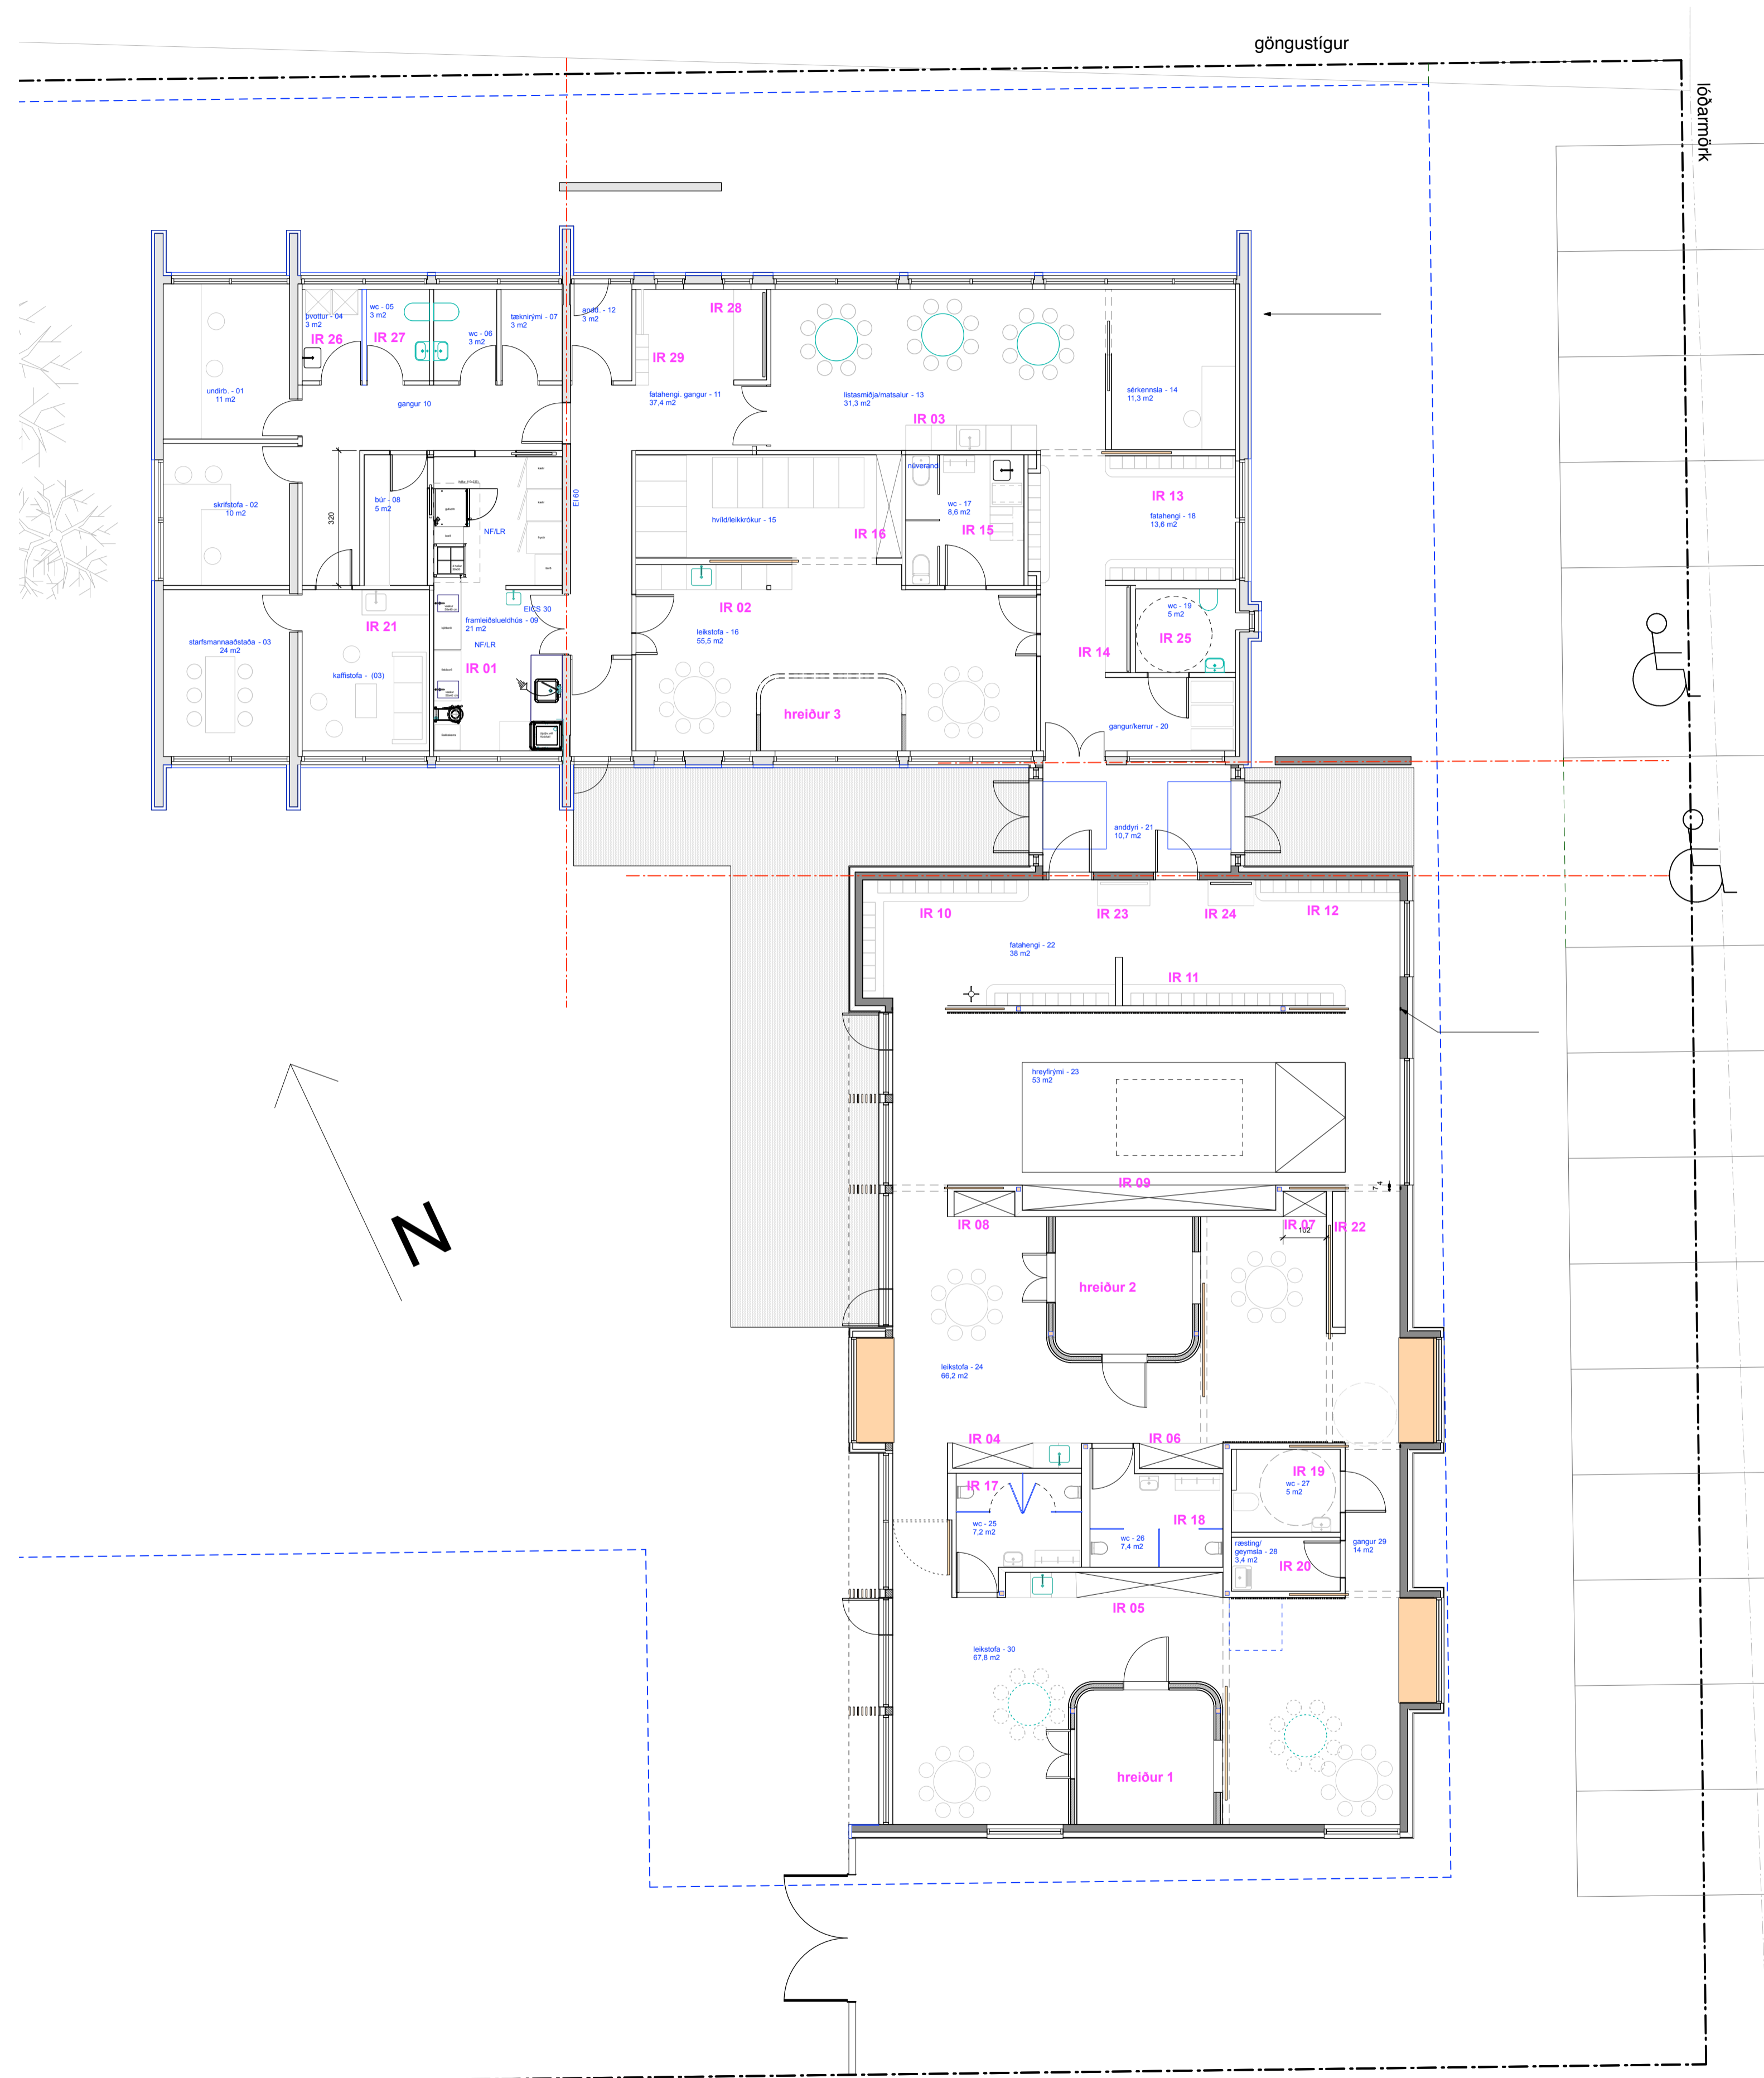 göngustígur
lóðarmörk
þvottur - 04
3 m2
IR 26
wc - 05
3 m2
IR 27
wc - 06
3 m2
tæknirými - 07
3 m2
andd. - 12
3 m2
IR 28
IR 29
undirb. - 01
11 m2
gangur 10
fatahengi. gangur - 11
37,4 m2
listasmiðja/matsalur - 13
31,3 m2
IR 03
sérkennsla - 14
11,3 m2
skrifstofa - 02
10 m2
320
búr - 08
5 m2
NF/LR
EI 60
hvíld/leikkrókur - 15
IR 16
núverandi
wc - 17
8,6 m2
IR 15
IR 13
fatahengi - 18
13,6 m2
starfsmannaaðstaða - 03
24 m2
IR 21
kaffistofa - (03)
EICS 30
framleiðslueldhús - 09
21 m2
NF/LR
IR 01
IR 02
leikstofa - 16
55,5 m2
hreiður 3
IR 14
wc - 19
5 m2
IR 25
gangur/kerrur - 20
anddyri - 21
10,7 m2
IR 10
IR 23
IR 24
IR 12
fatahengi - 22
38 m2
IR 11
hreyfirými - 23
53 m2
N
IR 09
7,4
IR 08
IR 07
102
IR 22
hreiður 2
leikstofa - 24
66,2 m2
IR 04
IR 06
IR 17
wc - 25
7,2 m2
IR 18
wc - 26
7,4 m2
IR 19
wc - 27
5 m2
ræsting/
geymsla - 28
3,4 m2
IR 20
gangur 29
14 m2
IR 05
leikstofa - 30
67,8 m2
hreiður 1